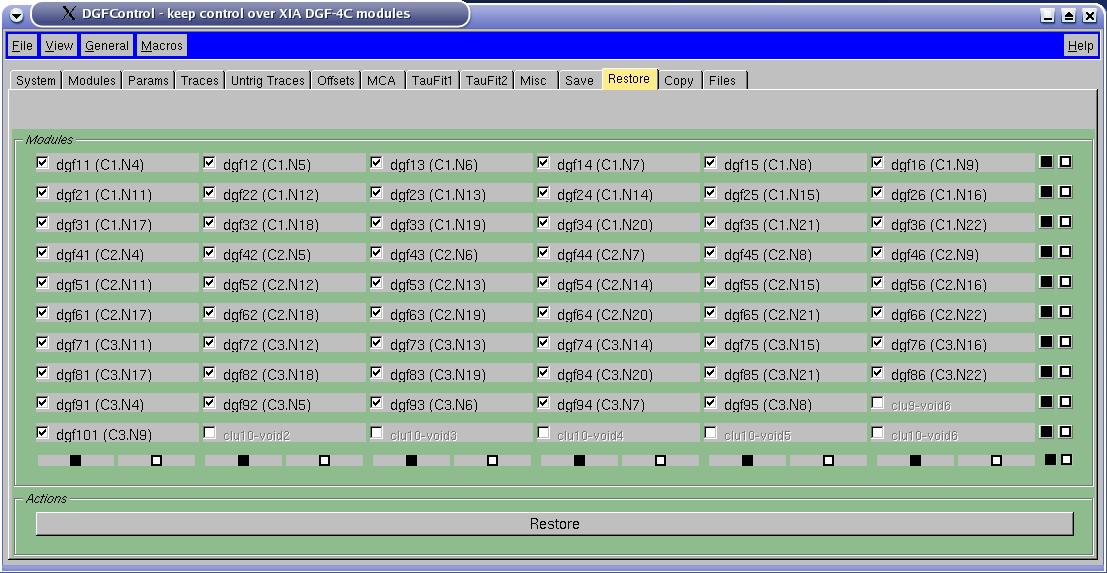 DGFControl - keep control over XIA DGF-4C modules
File View General Macros Help
System Modules Params Traces Untrig Traces Offsets MCA TauFit1 TauFit2 Misc Save Restore Copy Files
Modules
dgf11 (C1.N4) dgf12 (C1.N5) dgf13 (C1.N6) dgf14 (C1.N7) dgf15 (C1.N8) dgf16 (C1.N9)
dgf21 (C1.N11) dgf22 (C1.N12) dgf23 (C1.N13) dgf24 (C1.N14) dgf25 (C1.N15) dgf26 (C1.N16)
dgf31 (C1.N17) dgf32 (C1.N18) dgf33 (C1.N19) dgf34 (C1.N20) dgf35 (C1.N21) dgf36 (C1.N22)
dgf41 (C2.N4) dgf42 (C2.N5) dgf43 (C2.N6) dgf44 (C2.N7) dgf45 (C2.N8) dgf46 (C2.N9)
dgf51 (C2.N11) dgf52 (C2.N12) dgf53 (C2.N13) dgf54 (C2.N14) dgf55 (C2.N15) dgf56 (C2.N16)
dgf61 (C2.N17) dgf62 (C2.N18) dgf63 (C2.N19) dgf64 (C2.N20) dgf65 (C2.N21) dgf66 (C2.N22)
dgf71 (C3.N11) dgf72 (C3.N12) dgf73 (C3.N13) dgf74 (C3.N14) dgf75 (C3.N15) dgf76 (C3.N16)
dgf81 (C3.N17) dgf82 (C3.N18) dgf83 (C3.N19) dgf84 (C3.N20) dgf85 (C3.N21) dgf86 (C3.N22)
dgf91 (C3.N4) dgf92 (C3.N5) dgf93 (C3.N6) dgf94 (C3.N7) dgf95 (C3.N8) clu9-void6
dgf101 (C3.N9) clu10-void2 clu10-void3 clu10-void4 clu10-void5 clu10-void6
Actions
Restore